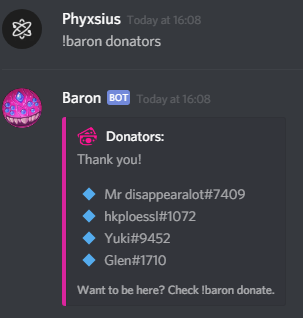 Phyxsius Today at 16:08
!baron donators
Baron BOT Today at 16:08
Donators:
Thank you!
Mr disappearalot#7409
hkploessl#1072
Yuki#9452
Glen#1710
Want to be here? Check !baron donate.